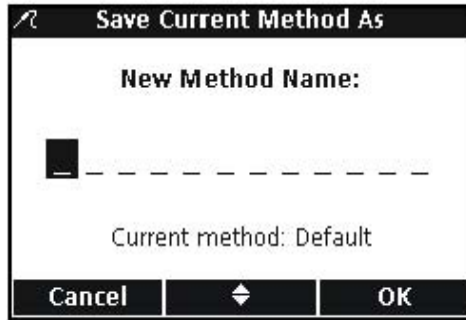 Save Current Method As
New Method Name:
_ _ _ _ _ _ _ _ _ _ _ _
Current method: Default
Cancel OK